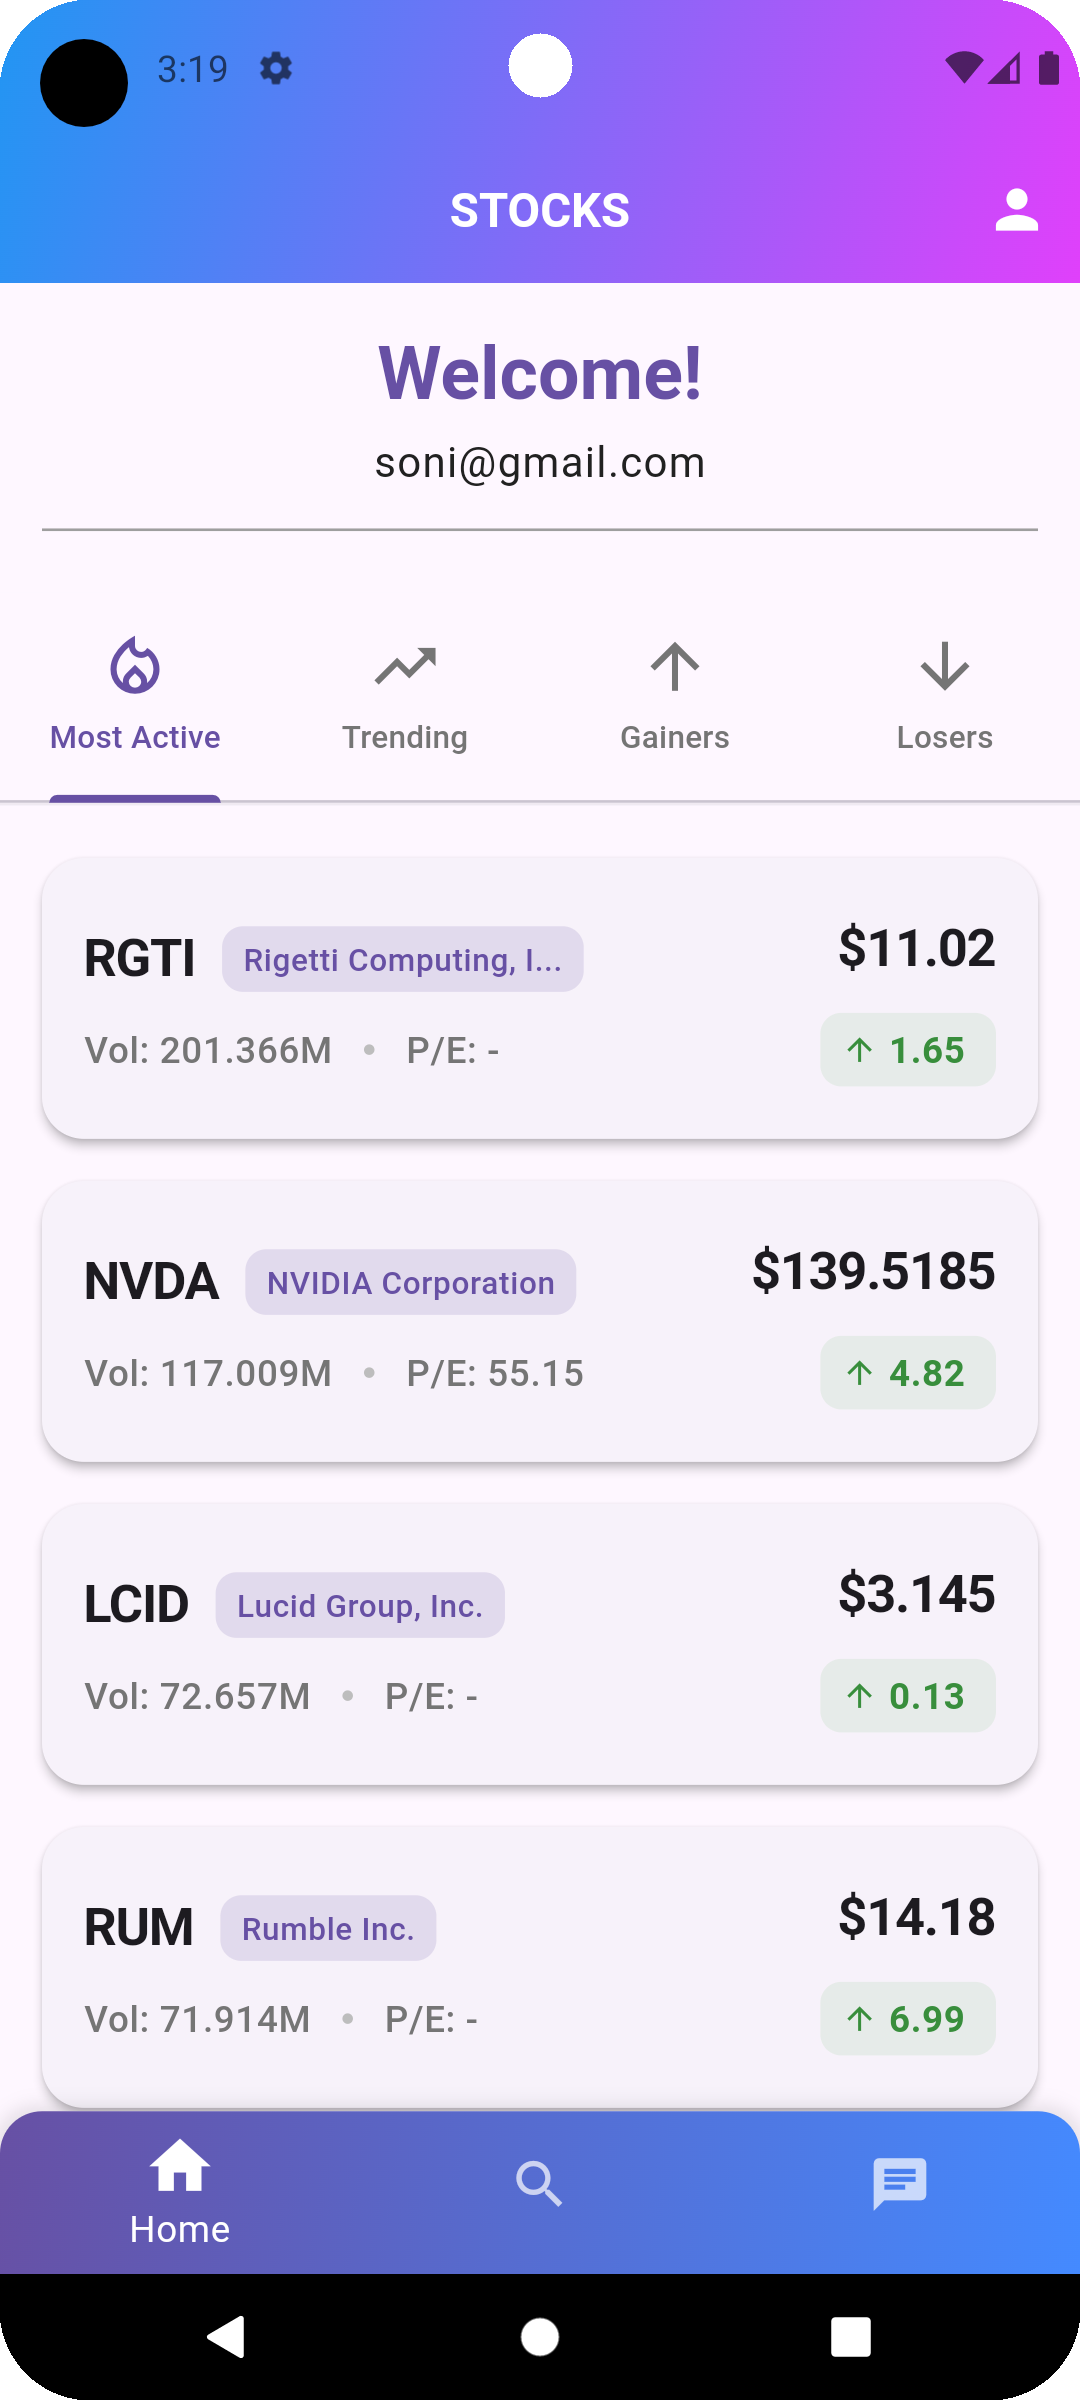 3:19
STOCKS
Welcome!
soni@gmail.com
Most Active Trending Gainers Losers
RGTI Rigetti Computing, I... $11.02
Vol: 201.366M • P/E: - ↑ 1.65
NVDA NVIDIA Corporation $139.5185
Vol: 117.009M • P/E: 55.15 ↑ 4.82
LCID Lucid Group, Inc. $3.145
Vol: 72.657M • P/E: - ↑ 0.13
RUM Rumble Inc. $14.18
Vol: 71.914M • P/E: - ↑ 6.99
Home